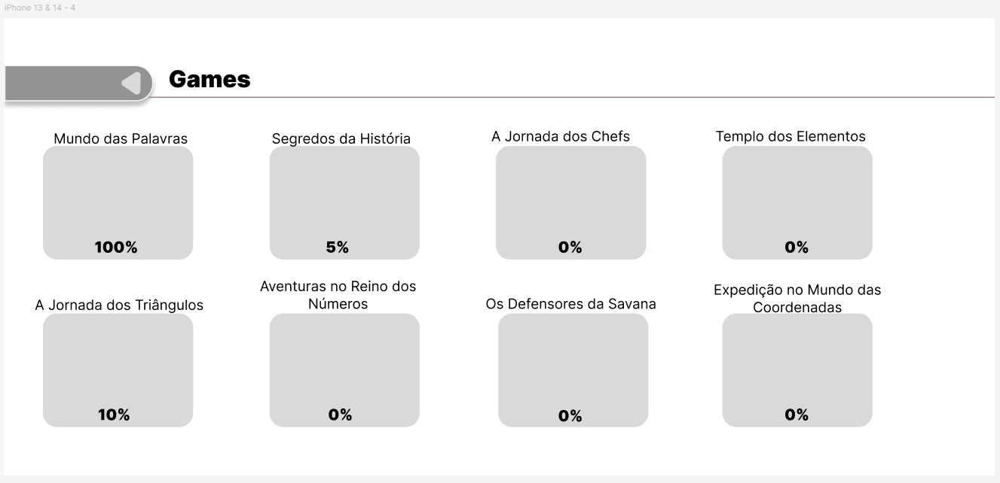 iPhone 13 & 14 - 4
Games
Mundo das Palavras
Segredos da História
A Jornada dos Chefs
Templo dos Elementos
100%
5%
0%
0%
A Jornada dos Triângulos
Aventuras no Reino dos
Números
Os Defensores da Savana
Expedição no Mundo das
Coordenadas
10%
0%
0%
0%